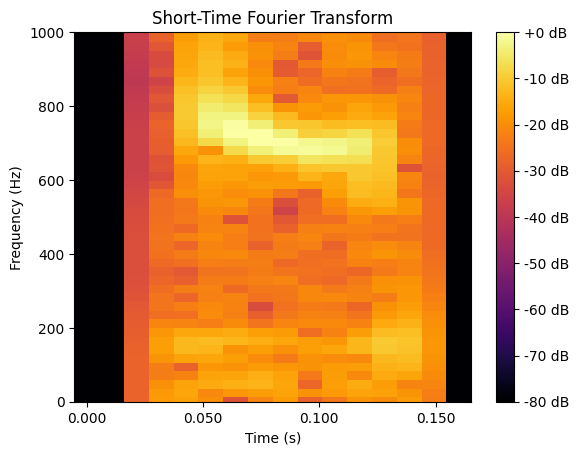 Short-Time Fourier Transform
1000
800
600
400
200
0
Frequency (Hz)
0.000
0.050
0.100
0.150
Time (s)
+0 dB
-10 dB
-20 dB
-30 dB
-40 dB
-50 dB
-60 dB
-70 dB
-80 dB